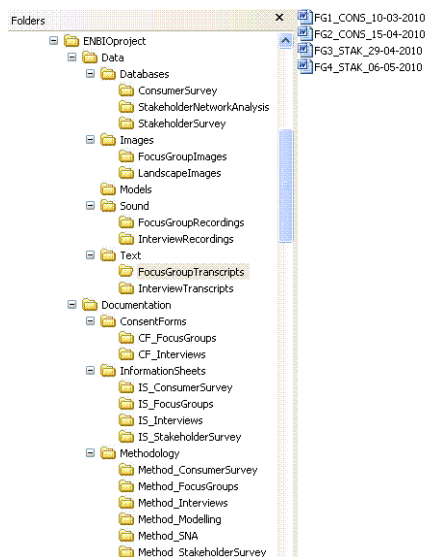 Folders
ENBIOproject
Data
Databases
ConsumerSurvey
StakeholderNetworkAnalysis
StakeholderSurvey
Images
FocusGroupImages
LandscapeImages
Models
Sound
FocusGroupRecordings
InterviewRecordings
Text
FocusGroupTranscripts
InterviewTranscripts
Documentation
ConsentForms
CF_FocusGroups
CF_Interviews
InformationSheets
IS_ConsumerSurvey
IS_FocusGroups
IS_Interviews
IS_StakeholderSurvey
Methodology
Method_ConsumerSurvey
Method_FocusGroups
Method_Interviews
Method_Modelling
Method_SNA
Method_StakeholderSurvey
FG1_CONS_10-03-2010
FG2_CONS_15-04-2010
FG3_STAK_29-04-2010
FG4_STAK_06-05-2010